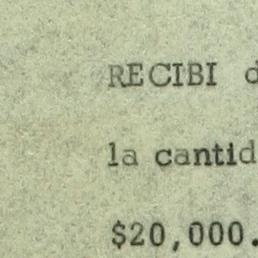 RECIBI d
la cantid
$20,000.